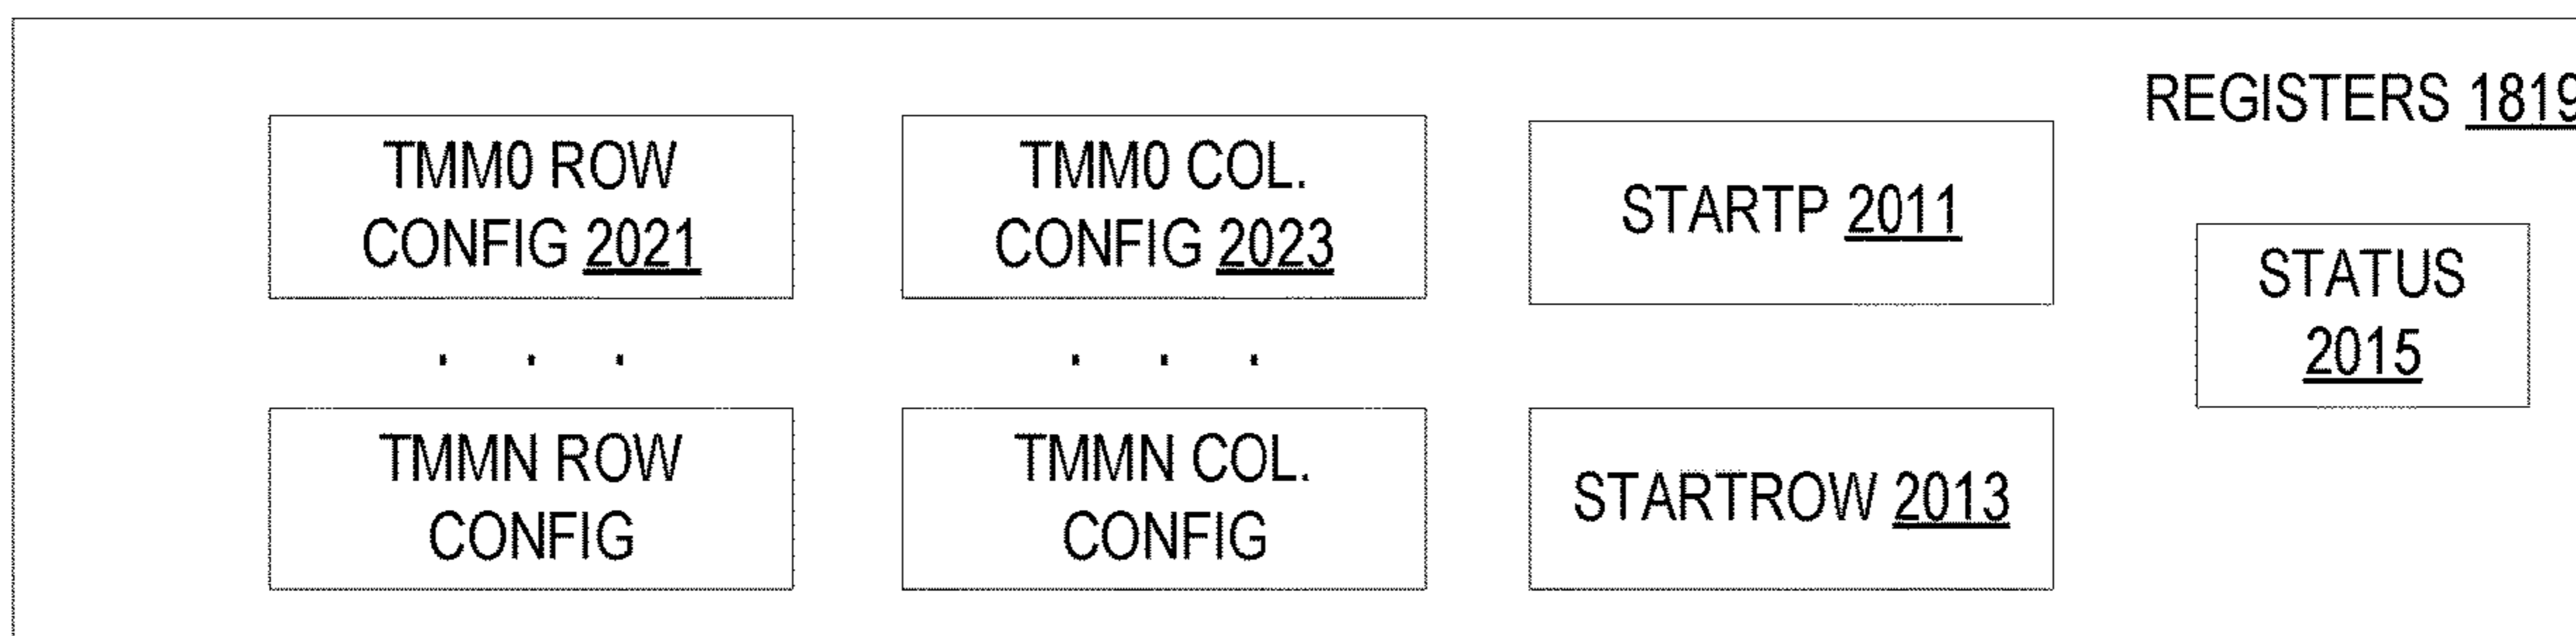 REGISTERS 1819
TMM0 ROW
CONFIG 2021
TMM0 COL.
CONFIG 2023
STARTP 2011
STATUS
2015
. . .
. . .
TMMN ROW
CONFIG
TMMN COL.
CONFIG
STARTROW 2013